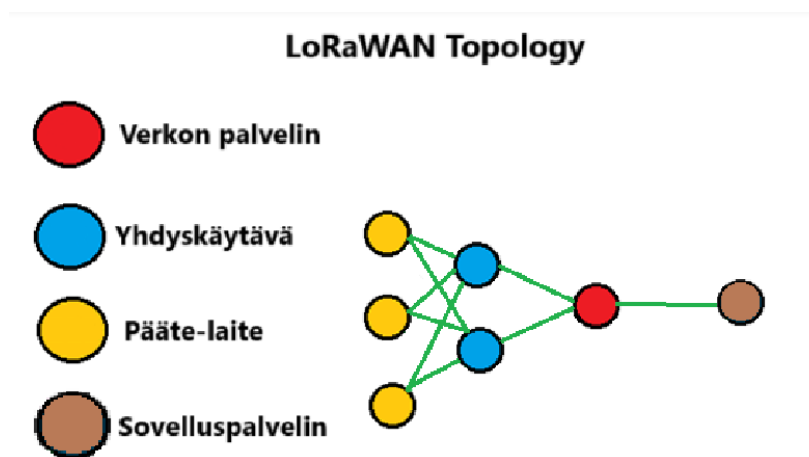 LoRaWAN Topology
Verkon palvelin
Yhdyskäytävä
Pääte-laite
Sovelluspalvelin